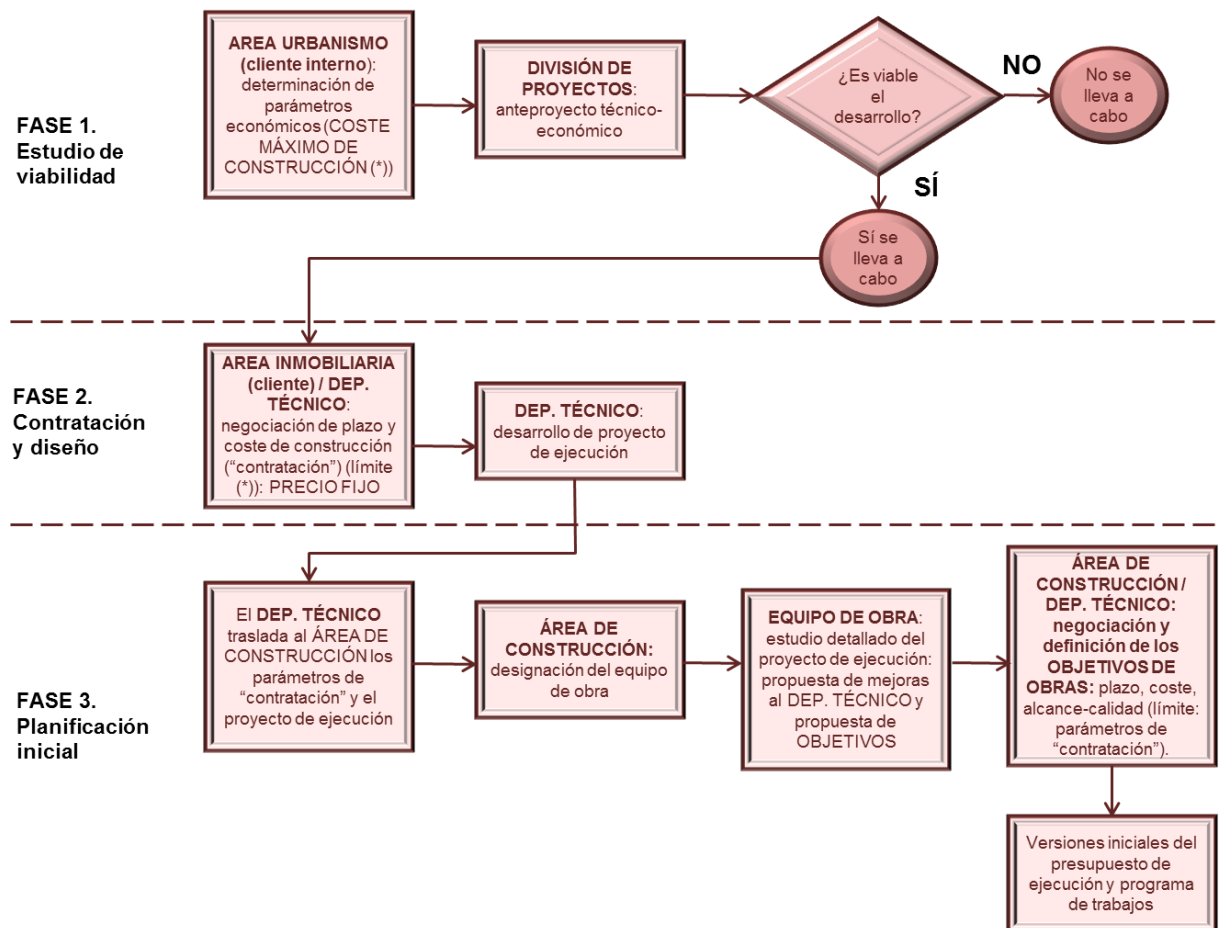 FASE 1.
Estudio de
viabilidad
AREA URBANISMO
(cliente interno):
determinación de
parámetros
económicos (COSTE
MÁXIMO DE
CONSTRUCCIÓN (*))
DIVISIÓN DE
PROYECTOS:
anteproyecto técnico-
económico
¿Es viable
el
desarrollo?
NO
No se
lleva a
cabo
SÍ
Sí se
lleva a
cabo
FASE 2.
Contratación
y diseño
AREA INMOBILIARIA
(cliente) / DEP.
TÉCNICO:
negociación de plazo y
coste de construcción
(“contratación”) (límite
(*)): PRECIO FIJO
DEP. TÉCNICO:
desarrollo de proyecto
de ejecución
FASE 3.
Planificación
inicial
El DEP. TÉCNICO
traslada al ÁREA DE
CONSTRUCCIÓN los
parámetros de
“contratación” y el
proyecto de ejecución
ÁREA DE
CONSTRUCCIÓN:
designación del equipo
de obra
EQUIPO DE OBRA:
estudio detallado del
proyecto de ejecución:
propuesta de mejoras
al DEP. TÉCNICO y
propuesta de
OBJETIVOS
ÁREA DE
CONSTRUCCIÓN /
DEP. TÉCNICO:
negociación y
definición de los
OBJETIVOS DE
OBRAS: plazo, coste,
alcance-calidad (límite:
parámetros de
“contratación”).
Versiones iniciales del
presupuesto de
ejecución y programa
de trabajos